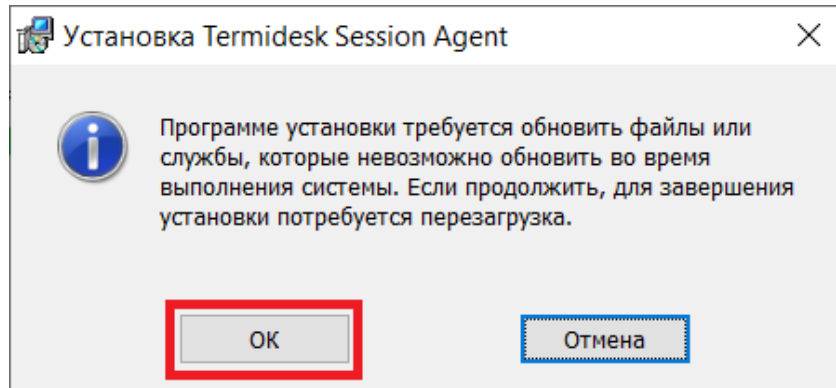 Установка Termidesk Session Agent
Программе установки требуется обновить файлы или
службы, которые невозможно обновить во время
выполнения системы. Если продолжить, для завершения
установки потребуется перезагрузка.
ОК
Отмена